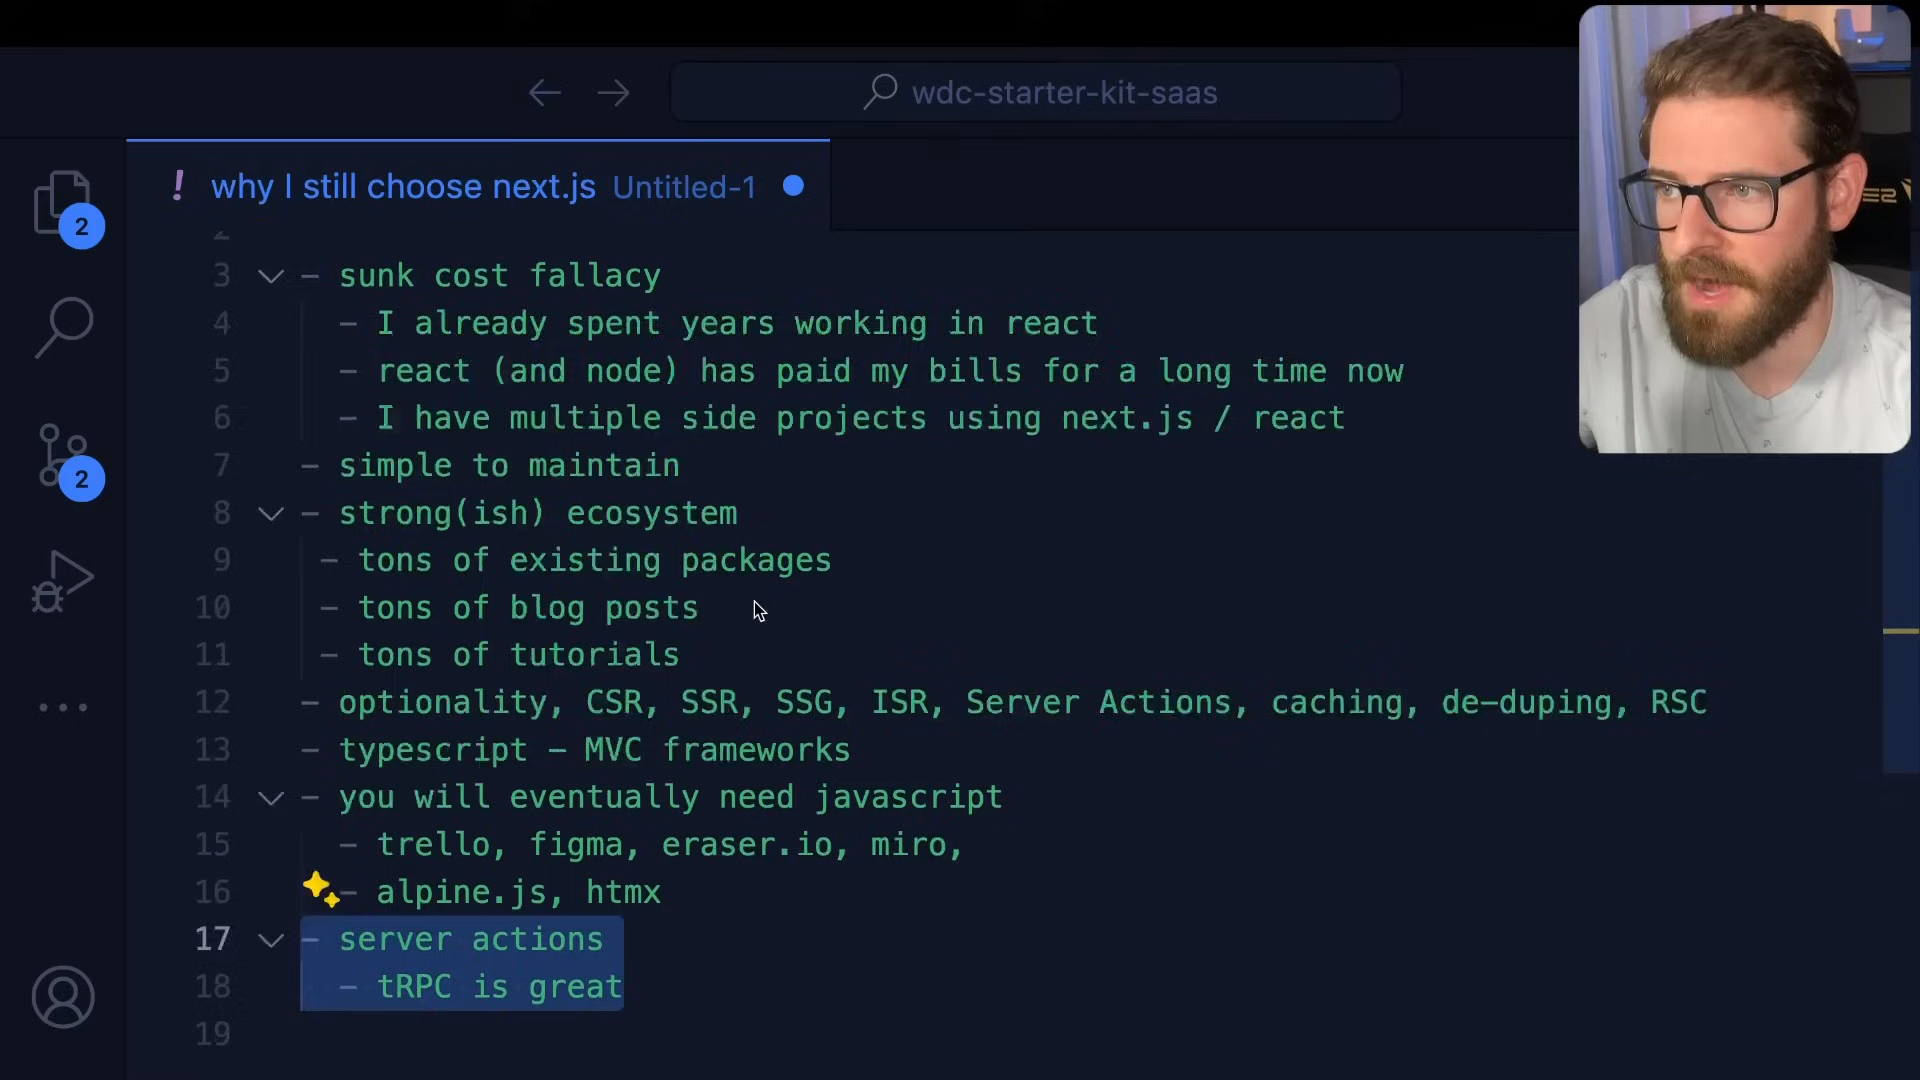 wdc-starter-kit-saas
! why I still choose next.js Untitled-1
2
3 - sunk cost fallacy
4 - I already spent years working in react
5 - react (and node) has paid my bills for a long time now
6 - I have multiple side projects using next.js / react
7 - simple to maintain
8 - strong(ish) ecosystem
9 - tons of existing packages
10 - tons of blog posts
11 - tons of tutorials
12 - optionality, CSR, SSR, SSG, ISR, Server Actions, caching, de-duping, RSC
13 - typescript - MVC frameworks
14 - you will eventually need javascript
15 - trello, figma, eraser.io, miro,
16 - alpine.js, htmx
17 - server actions
18 - tRPC is great
19
2